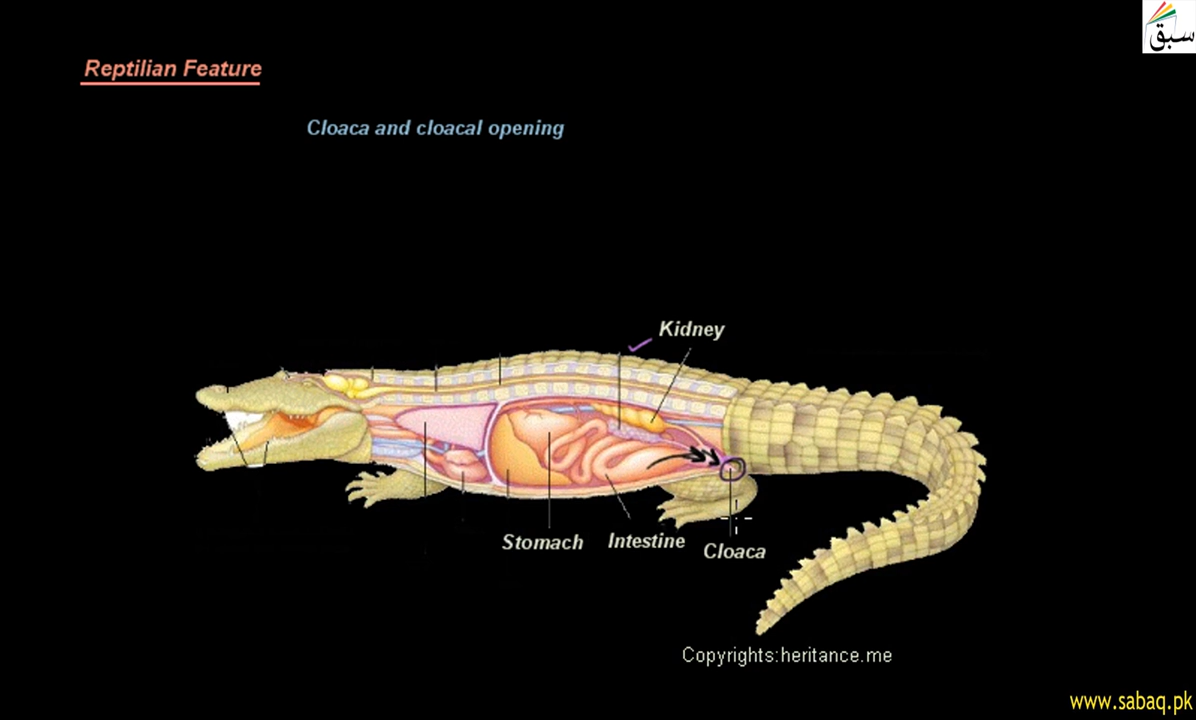 سبق
Reptilian Feature
Cloaca and cloacal opening
Kidney
Stomach
Intestine
Cloaca
Copyrights:heritance.me
www.sabaq.pk